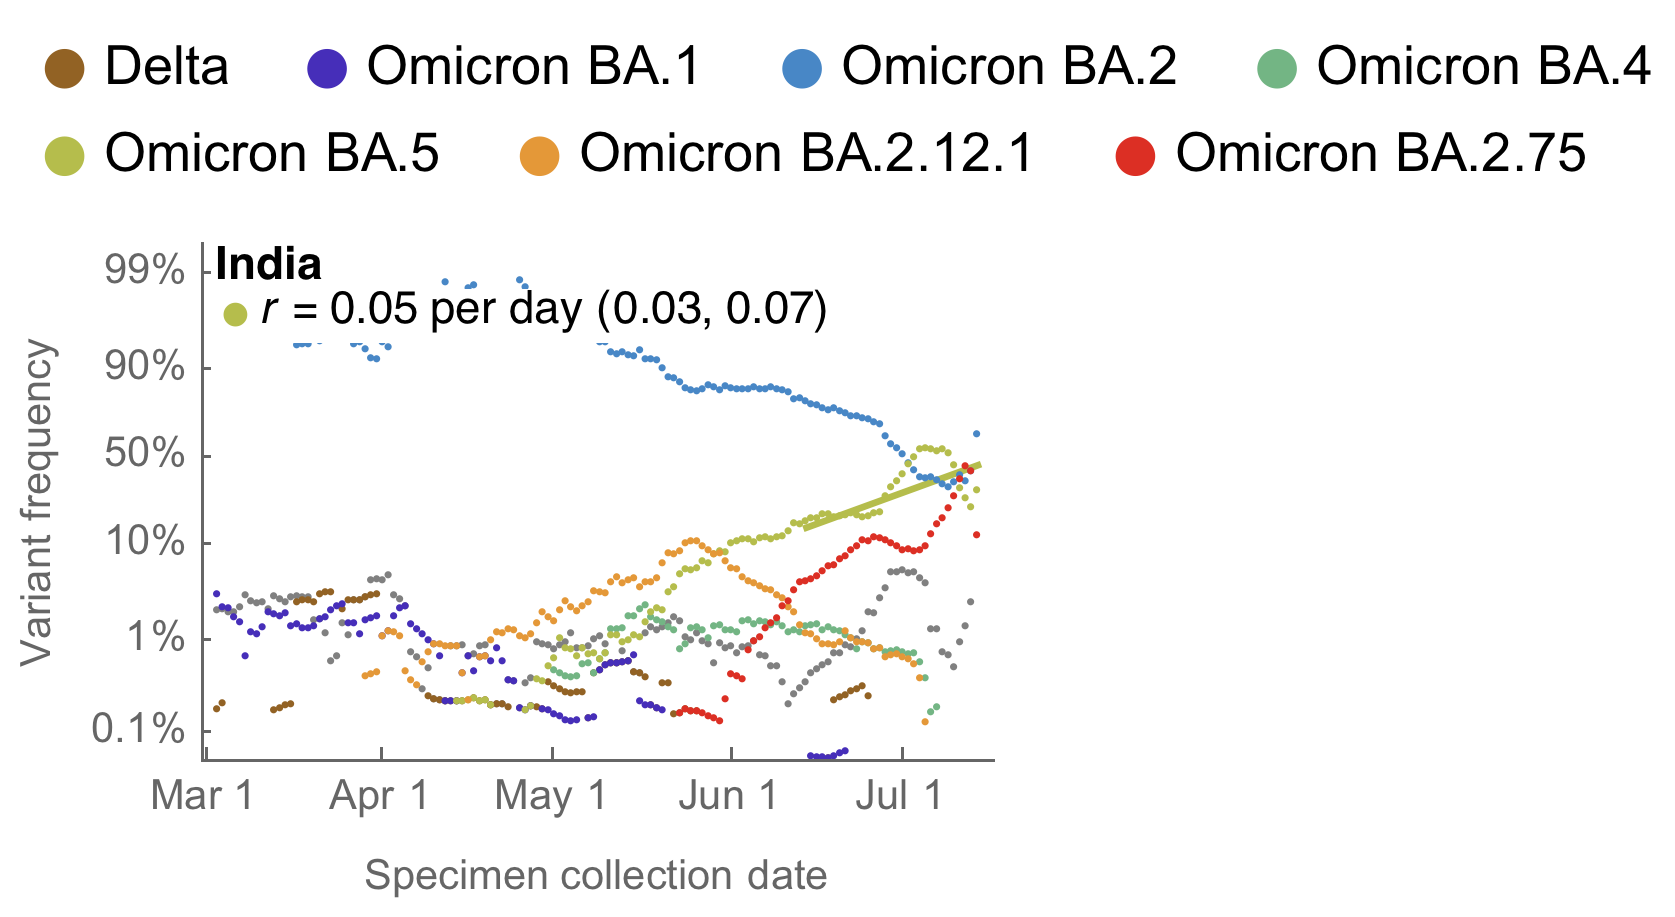 Delta Omicron BA.1 Omicron BA.2 Omicron BA.4
Omicron BA.5 Omicron BA.2.12.1 Omicron BA.2.75
India
r = 0.05 per day (0.03, 0.07)
Variant frequency
99%
90%
50%
10%
1%
0.1%
Mar 1 Apr 1 May 1 Jun 1 Jul 1
Specimen collection date